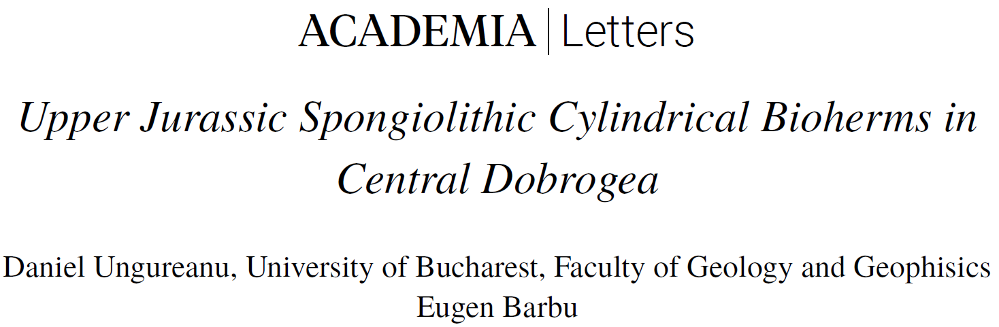 ACADEMIA | Letters
Upper Jurassic Spongiolithic Cylindrical Bioherms in
Central Dobrogea
Daniel Ungureanu, University of Bucharest, Faculty of Geology and Geophisics
Eugen Barbu